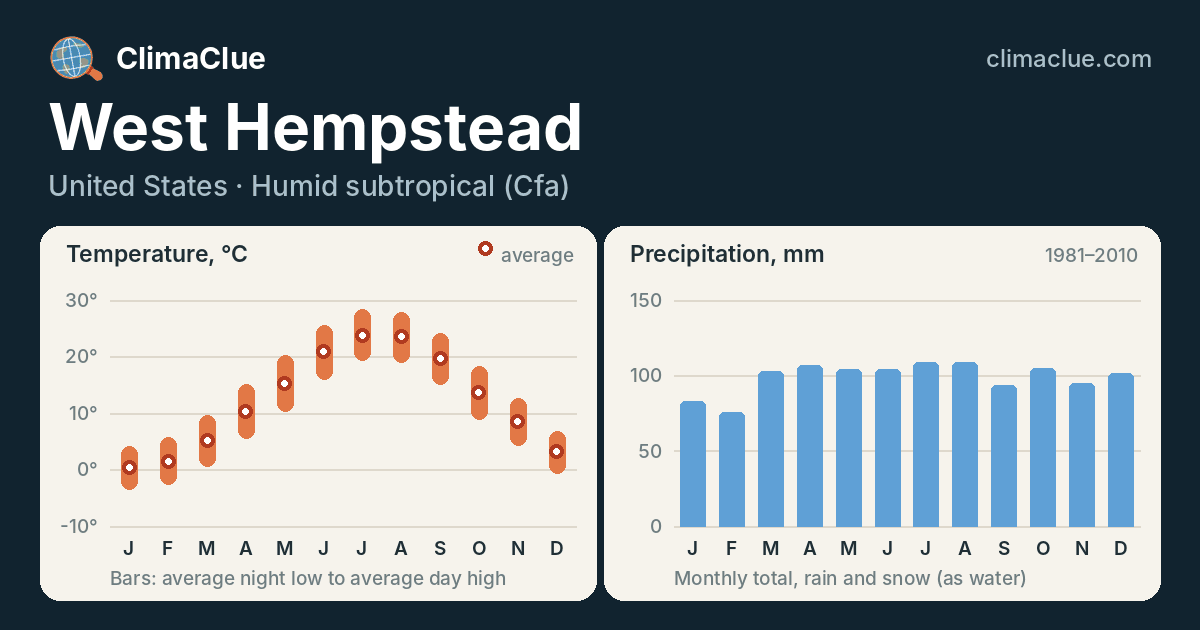 ClimaClue
climaclue.com
West Hempstead
United States · Humid subtropical (Cfa)
Temperature, °C
average
30°
20°
10°
0°
-10°
J F M A M J J A S O N D
Bars: average night low to average day high
Precipitation, mm
1981–2010
150
100
50
0
J F M A M J J A S O N D
Monthly total, rain and snow (as water)